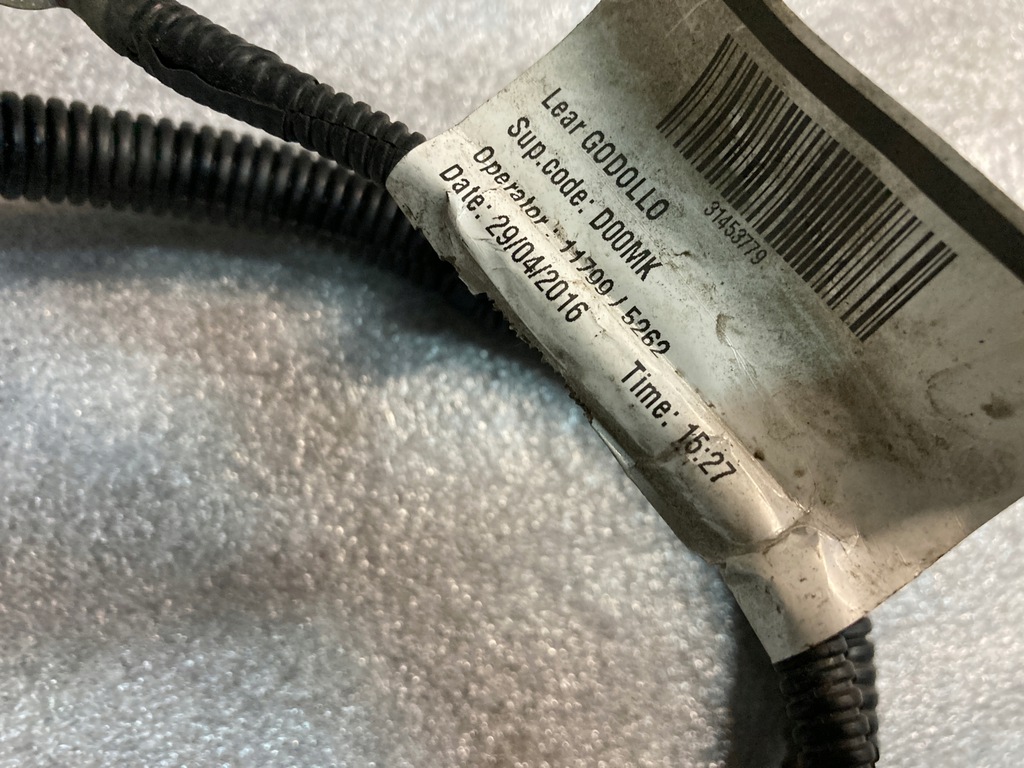 31453779
Lear GODOLLO
Sup.code: D00MK
Operator : 11799 / 5262
Date: 29/04/2016 Time: 15:27